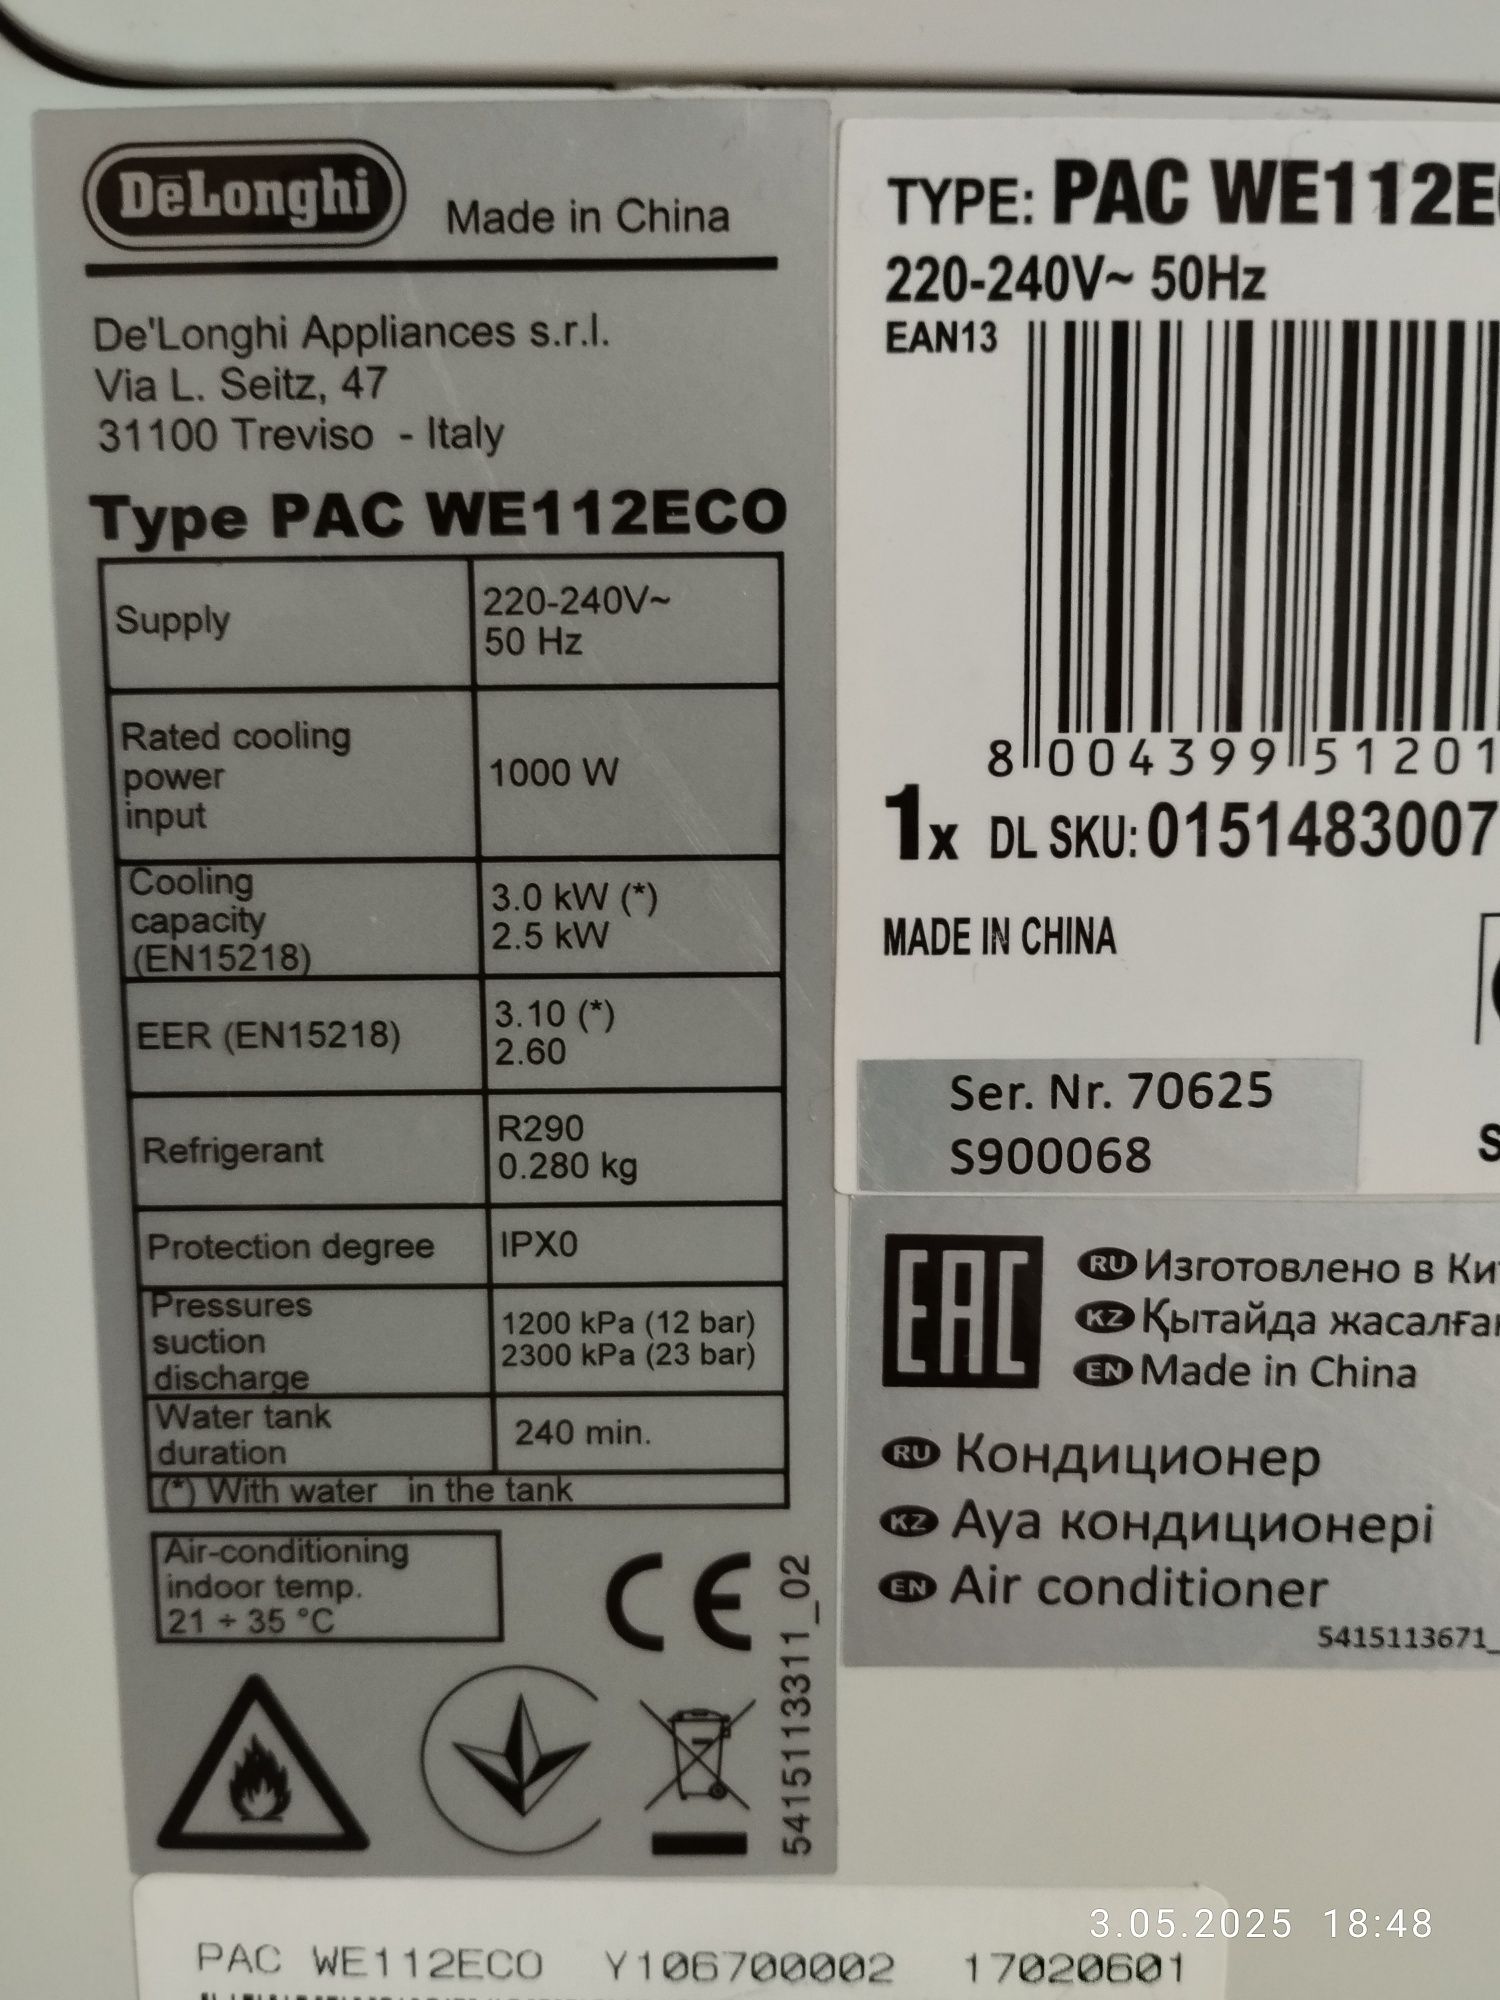 DēLonghi Made in China
De'Longhi Appliances s.r.l.
Via L. Seitz, 47
31100 Treviso - Italy
Type PAC WE112ECO
Supply
220-240V~
50 Hz
Rated cooling
power
input
1000 W
Cooling
capacity
(EN15218)
3.0 kW (*)
2.5 kW
EER (EN15218)
3.10 (*)
2.60
Refrigerant
R290
0.280 kg
Protection degree
IPX0
Pressures
suction
discharge
1200 kPa (12 bar)
2300 kPa (23 bar)
Water tank
duration
240 min.
(*) With water in the tank
Air-conditioning
indoor temp.
21 ÷ 35 °C
CE
5415113311_02
TYPE: PAC WE112E
220-240V~ 50Hz
EAN13
8 004399 51201
1x DL SKU: 0151483007
MADE IN CHINA
Ser. Nr. 70625
S900068
S
EAC
RU Изготовлено в Ки
KZ Қытайда жасалған
EN Made in China
RU Кондиционер
KZ Ауа кондиционері
EN Air conditioner
5415113671_
PAC WE112ECO Y106700002 17020601
3.05.2025 18:48